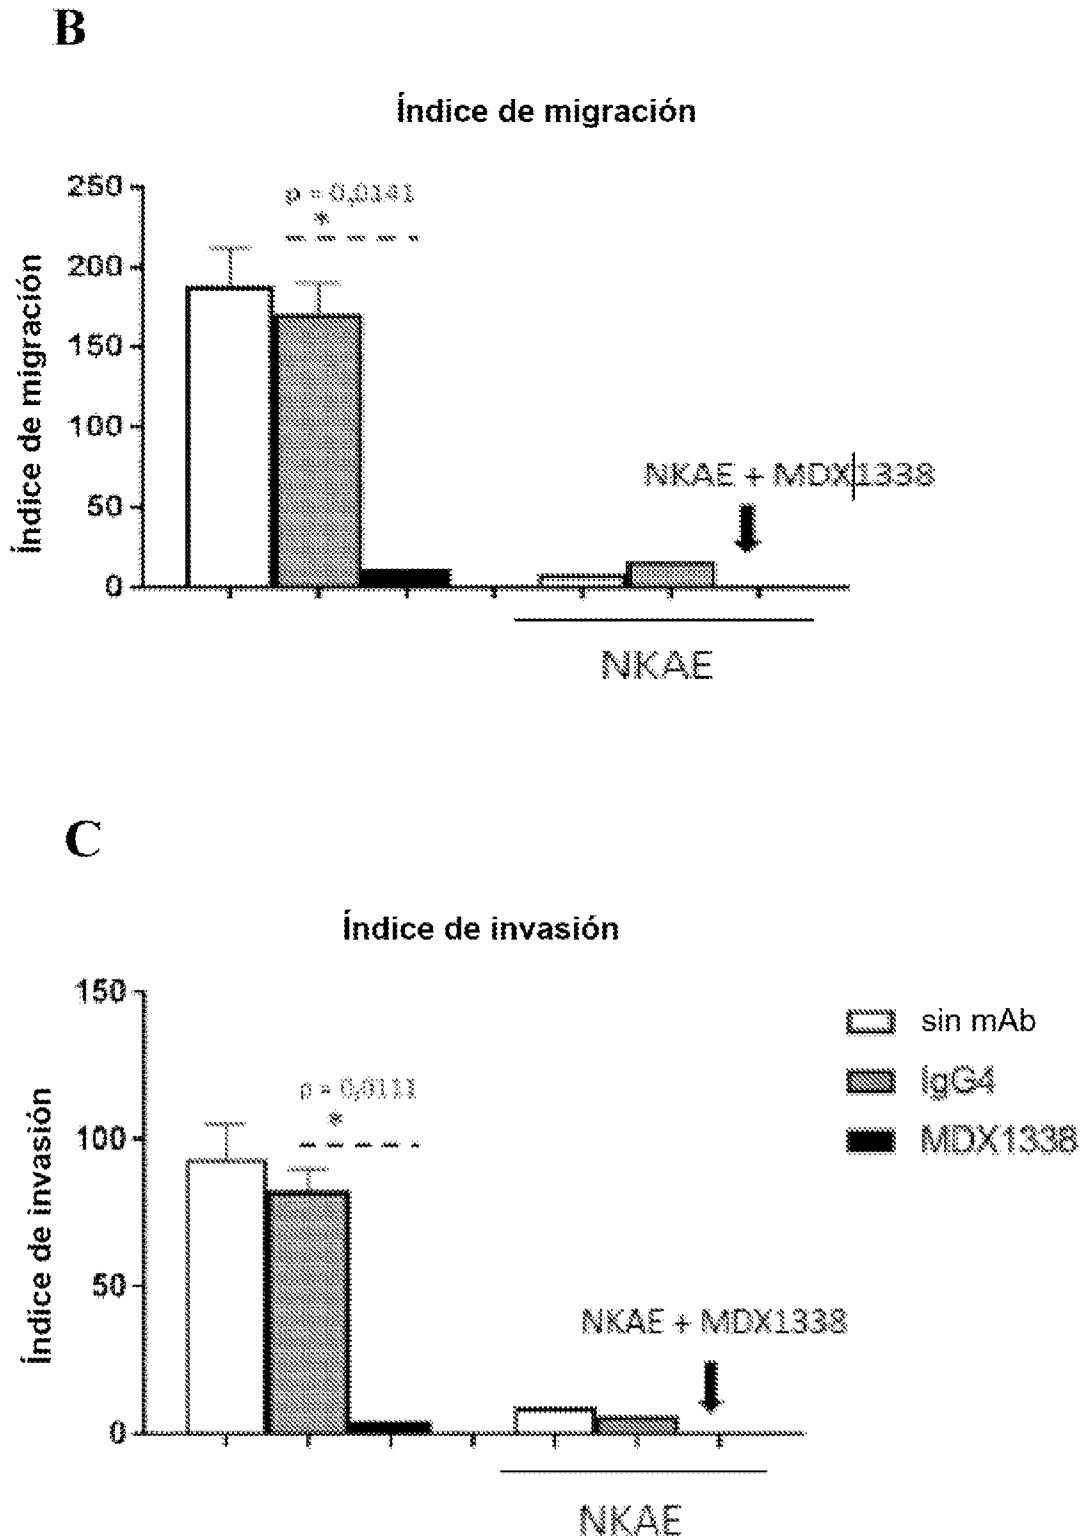 B
Índice de migración
250
200
150
100
50
0
Índice de migración
p = 0,0141
*
NKAE + MDX1338
NKAE
C
Índice de invasión
150
100
50
0
Índice de invasión
p = 0,0111
*
NKAE + MDX1338
NKAE
sin mAb
IgG4
MDX1338